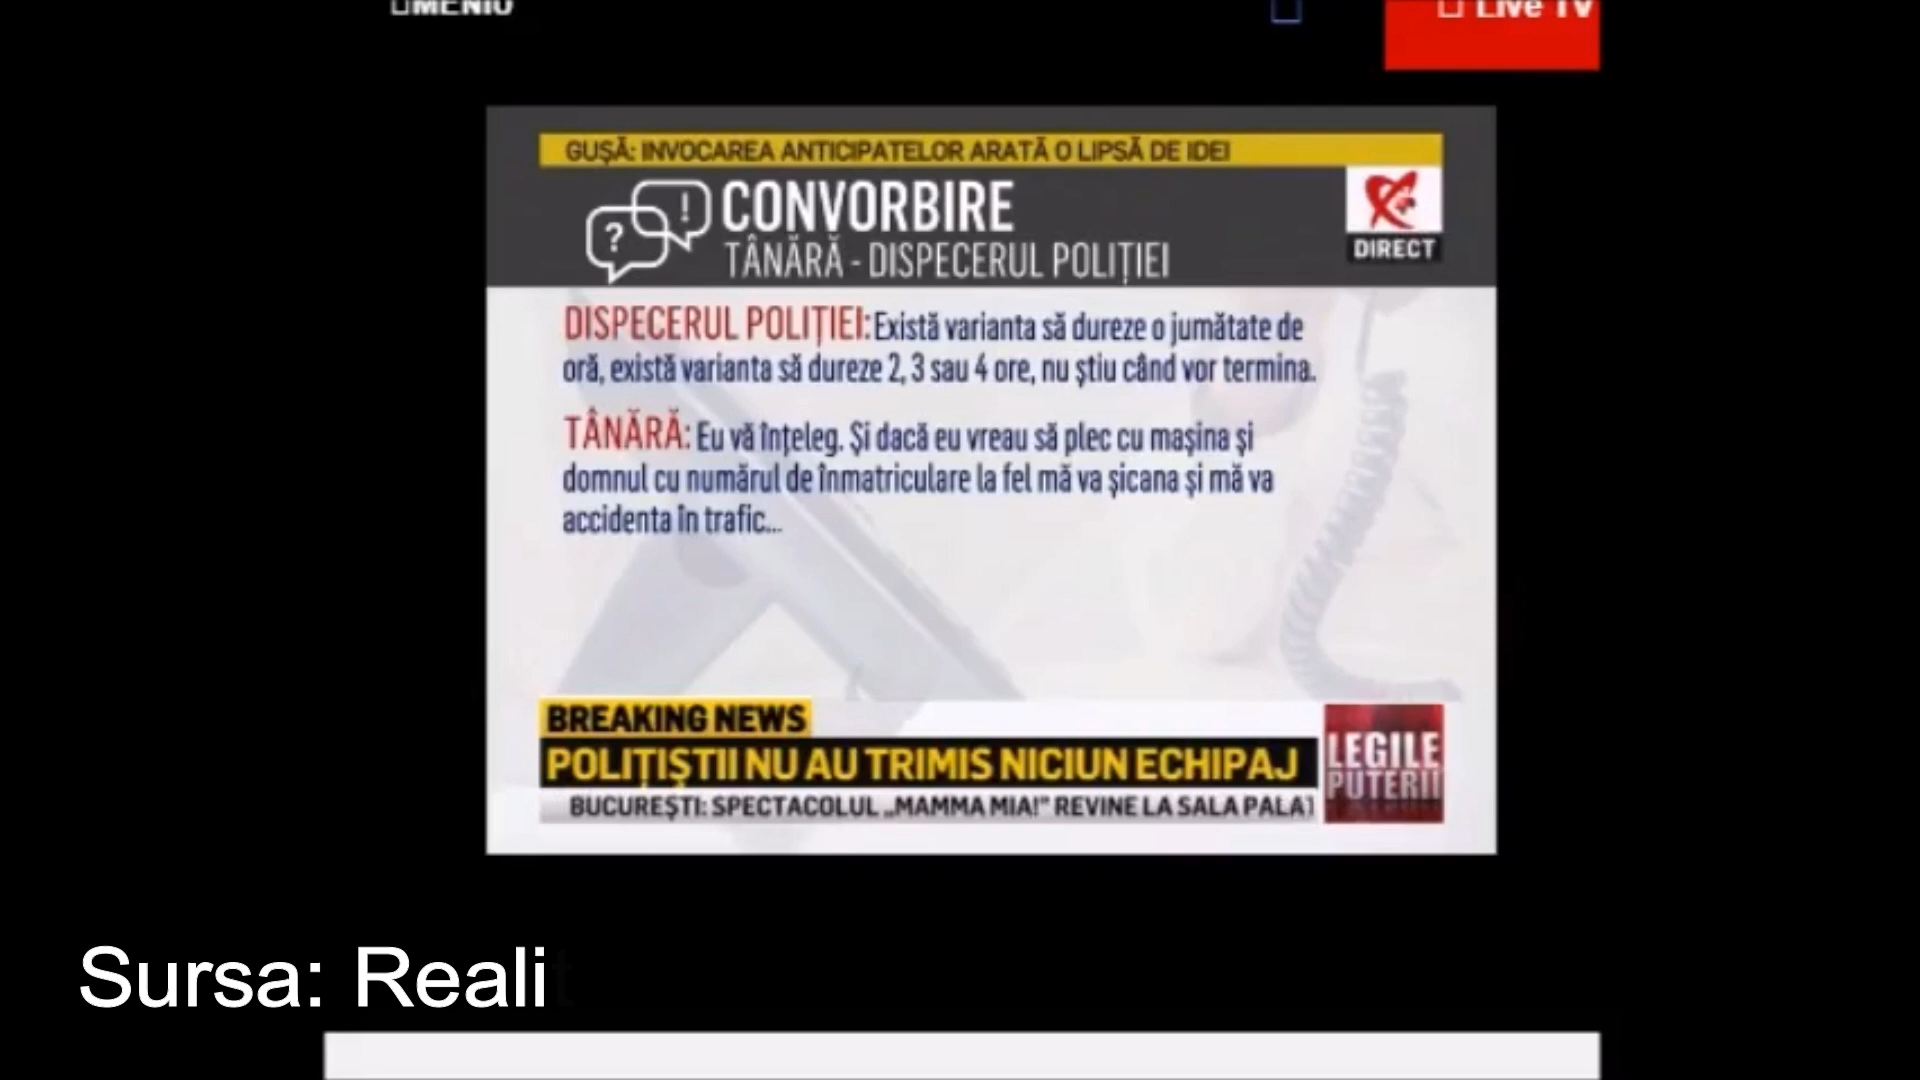 MENIU
Live TV
GUȘĂ: INVOCAREA ANTICIPATELOR ARATĂ O LIPSĂ DE IDEI
CONVORBIRE
TÂNĂRĂ - DISPECERUL POLIȚIEI
DIRECT
DISPECERUL POLIȚIEI: Există varianta să dureze o jumătate de
oră, există varianta să dureze 2, 3 sau 4 ore, nu știu când vor termina.
TÂNĂRĂ: Eu vă înțeleg. Și dacă eu vreau să plec cu mașina și
domnul cu numărul de înmatriculare la fel mă va șicana și mă va
accidenta în trafic...
BREAKING NEWS
POLIȚIȘTII NU AU TRIMIS NICIUN ECHIPAJ
LEGILE
PUTERII
BUCUREȘTI: SPECTACOLUL „MAMMA MIA!” REVINE LA SALA PALAT
Sursa: Realit